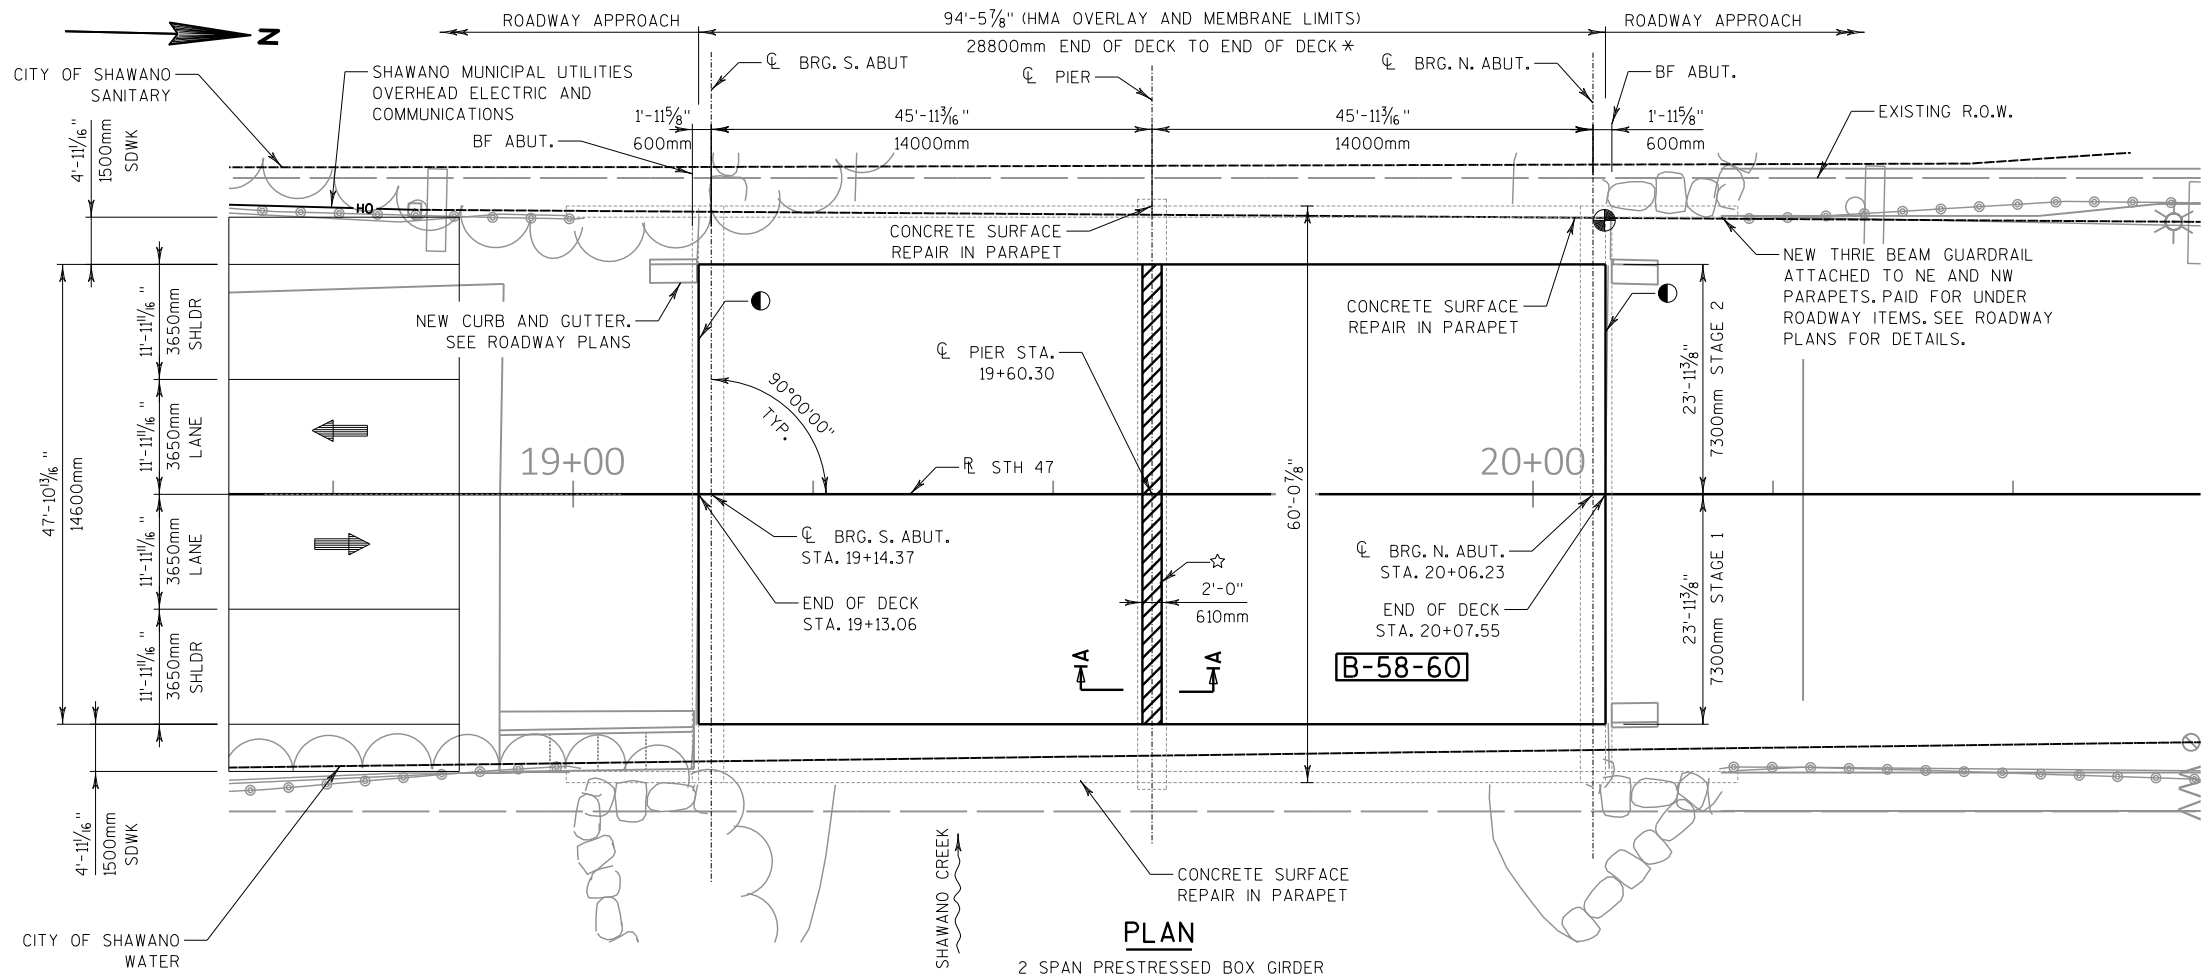 ROADWAY APPROACH
94'-5⅞" (HMA OVERLAY AND MEMBRANE LIMITS)
28800mm END OF DECK TO END OF DECK *
ROADWAY APPROACH
N
CITY OF SHAWANO
SANITARY
SHAWANO MUNICIPAL UTILITIES
OVERHEAD ELECTRIC AND
COMMUNICATIONS
BF ABUT.
℄ BRG. S. ABUT
℄ PIER
℄ BRG. N. ABUT.
BF ABUT.
EXISTING R.O.W.
1'-11⅝"
600mm
45'-11³⁄₁₆"
14000mm
45'-11³⁄₁₆"
14000mm
1'-11⅝"
600mm
4'-11¹⁄₁₆"
1500mm
SDWK
HO
CONCRETE SURFACE
REPAIR IN PARAPET
NEW CURB AND GUTTER.
SEE ROADWAY PLANS
CONCRETE SURFACE
REPAIR IN PARAPET
NEW THRIE BEAM GUARDRAIL
ATTACHED TO NE AND NW
PARAPETS. PAID FOR UNDER
ROADWAY ITEMS. SEE ROADWAY
PLANS FOR DETAILS.
11'-11¹¹⁄₁₆"
3650mm
SHLDR
11'-11¹¹⁄₁₆"
3650mm
LANE
47'-10¹³⁄₁₆"
14600mm
11'-11¹¹⁄₁₆"
3650mm
LANE
11'-11¹¹⁄₁₆"
3650mm
SHLDR
4'-11¹⁄₁₆"
1500mm
SDWK
℄ PIER STA.
19+60.30
90°00'00"
TYP.
19+00
℞ STH 47
20+00
23'-11⅜"
7300mm STAGE 2
60'-0⅞"
23'-11⅜"
7300mm STAGE 1
℄ BRG. S. ABUT.
STA. 19+14.37
END OF DECK
STA. 19+13.06
☆
2'-0"
610mm
℄ BRG. N. ABUT.
STA. 20+06.23
END OF DECK
STA. 20+07.55
A
A
B-58-60
CONCRETE SURFACE
REPAIR IN PARAPET
SHAWANO CREEK
CITY OF SHAWANO
WATER
PLAN
2 SPAN PRESTRESSED BOX GIRDER